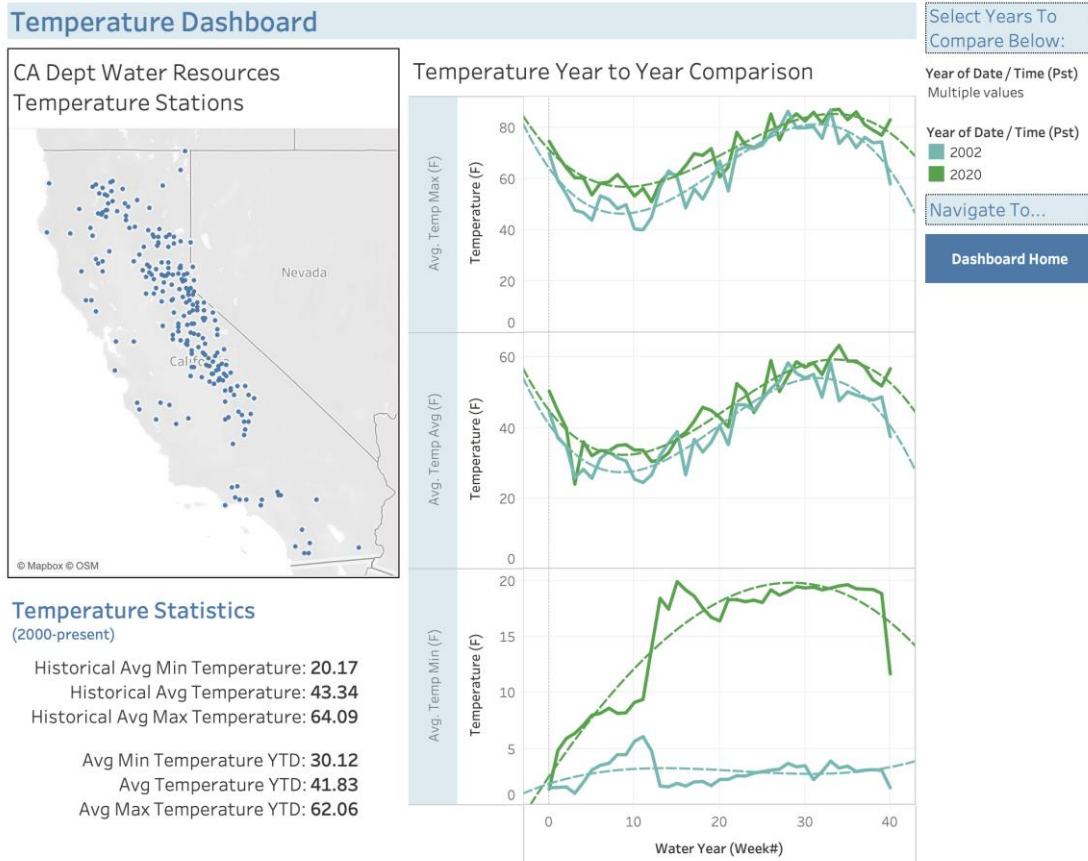 Temperature Dashboard
CA Dept Water Resources
Temperature Stations
Nevada
California
© Mapbox © OSM
Temperature Statistics
(2000-present)
Historical Avg Min Temperature: 20.17
Historical Avg Temperature: 43.34
Historical Avg Max Temperature: 64.09
Avg Min Temperature YTD: 30.12
Avg Temperature YTD: 41.83
Avg Max Temperature YTD: 62.06
Temperature Year to Year Comparison
Avg. Temp Max (F)
Temperature (F)
80
60
40
20
0
Avg. Temp Avg (F)
Temperature (F)
60
40
20
0
Avg. Temp Min (F)
Temperature (F)
20
15
10
5
0
0 10 20 30 40
Water Year (Week#)
Select Years To
Compare Below:
Year of Date / Time (Pst)
Multiple values
Year of Date / Time (Pst)
2002
2020
Navigate To...
Dashboard Home